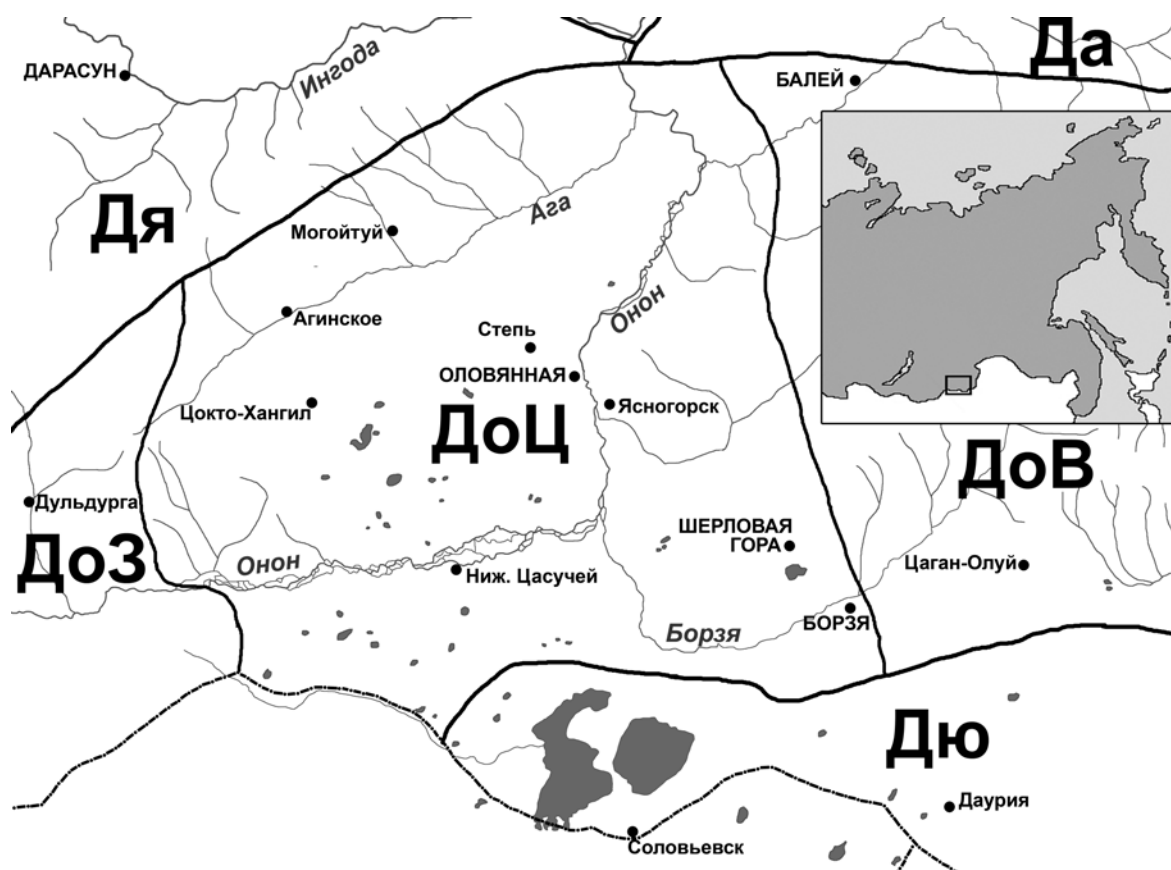 Да
ДАРАСУН
Ингода
БАЛЕЙ
Дя
Ага
Могойтуй
Агинское
Онон
Степь
ОЛОВЯННАЯ
Цокто-Хангил
Ясногорск
ДоЦ
ДоВ
Дульдурга
ШЕРЛОВАЯ
ГОРА
ДоЗ
Онон
Ниж. Цасучей
Цаган-Олуй
Борзя
БОРЗЯ
Дю
Даурия
Соловьевск